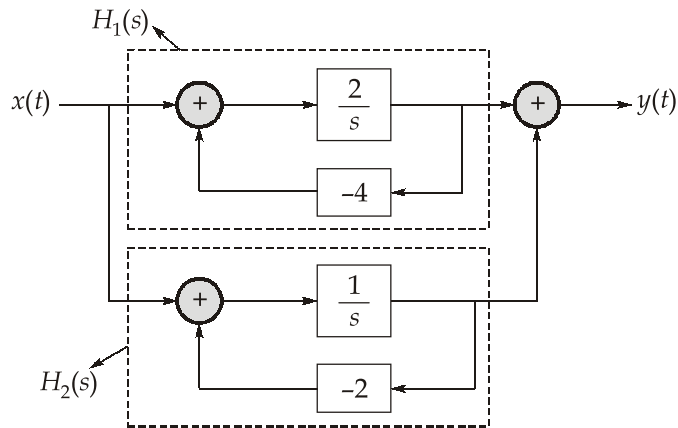 H₁(s)
x(t)
+
2
s
+
y(t)
–4
+
1
s
–2
H₂(s)